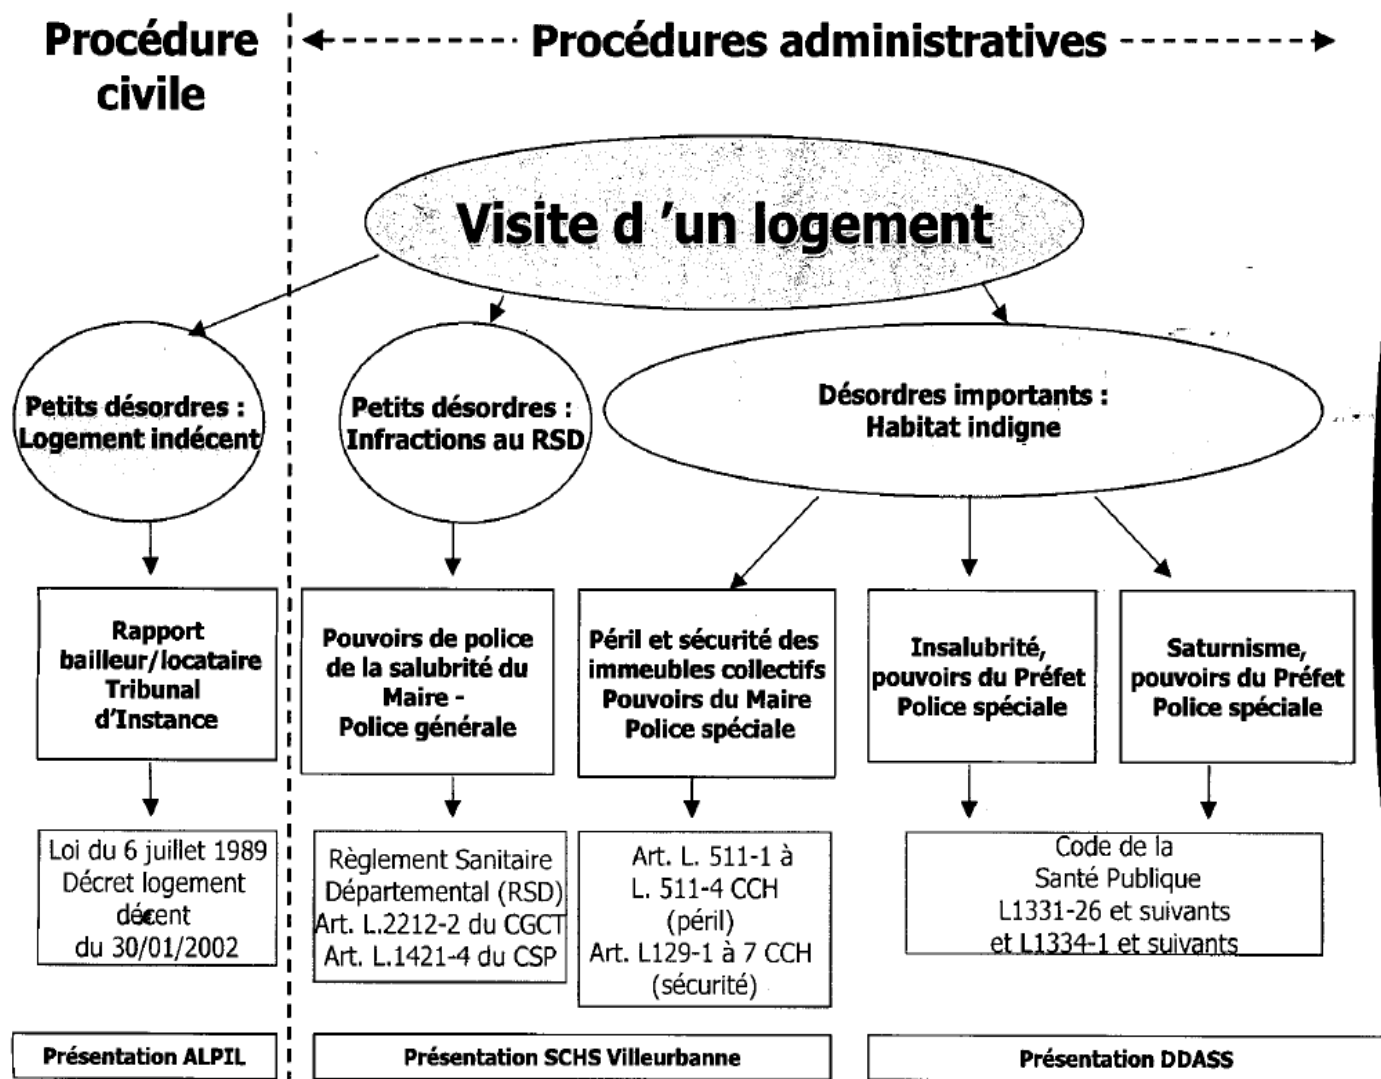 Procédure
civile
Procédures administratives
Visite d 'un logement
Petits désordres :
Logement indécent
Petits désordres :
Infractions au RSD
Désordres importants :
Habitat indigne
Rapport
bailleur/locataire
Tribunal
d'Instance
Pouvoirs de police
de la salubrité du
Maire -
Police générale
Péril et sécurité des
immeubles collectifs
Pouvoirs du Maire
Police spéciale
Insalubrité,
pouvoirs du Préfet
Police spéciale
Saturnisme,
pouvoirs du Préfet
Police spéciale
Loi du 6 juillet 1989
Décret logement
décent
du 30/01/2002
Règlement Sanitaire
Départemental (RSD)
Art. L.2212-2 du CGCT
Art. L.1421-4 du CSP
Art. L. 511-1 à
L. 511-4 CCH
(péril)
Art. L129-1 à 7 CCH
(sécurité)
Code de la
Santé Publique
L1331-26 et suivants
et L1334-1 et suivants
Présentation ALPIL
Présentation SCHS Villeurbanne
Présentation DDASS